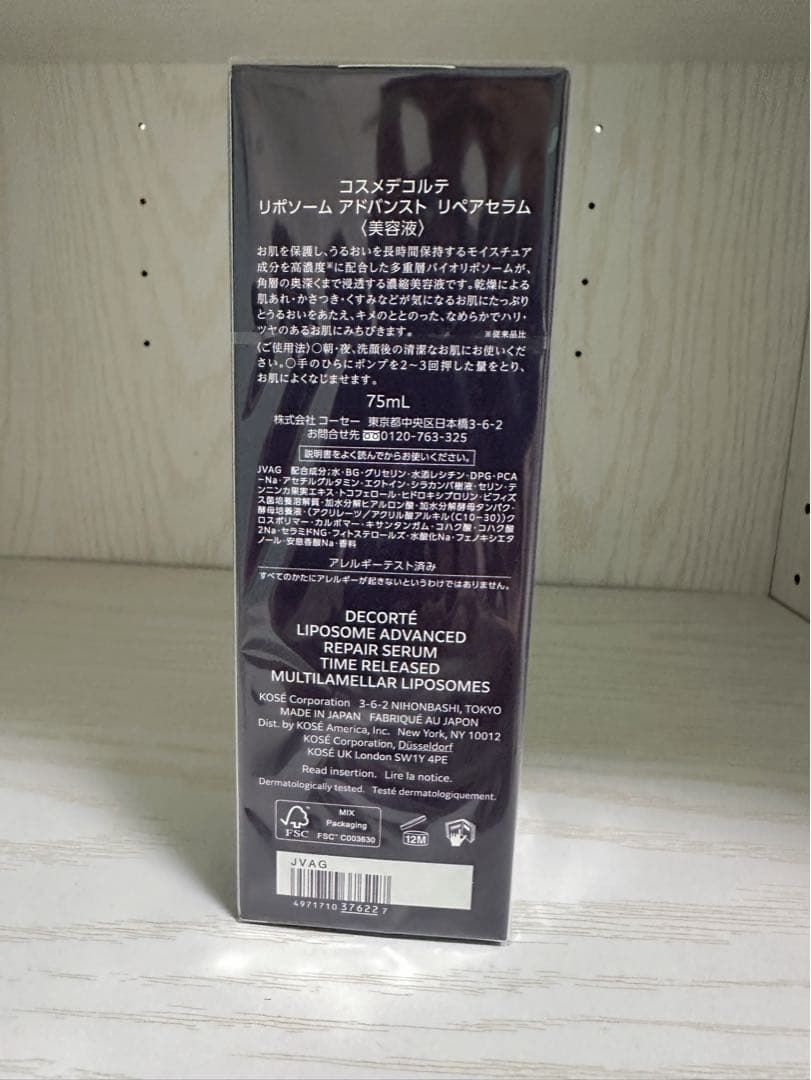 コスメデコルテ
リポソーム アドバンスト リペアセラム
〈美容液〉
お肌を保護し、うるおいを長時間保持するモイスチュア
成分を高濃度※に配合した多重層バイオリポソームが、
角層の奥深くまで浸透する濃縮美容液です。乾燥による
肌あれ・かさつき・くすみなどが気になるお肌にたっぷり
とうるおいをあたえ、キメのととのった、なめらかでハリ・
ツヤのあるお肌にみちびきます。 ※従来品比
〈ご使用法〉○朝・夜、洗顔後の清潔なお肌にお使いくだ
さい。○手のひらにポンプを2〜3回押した量をとり、
お肌によくなじませます。
75mL
株式会社 コーセー 東京都中央区日本橋3-6-2
お問合せ先 0120-763-325
説明書をよく読んでからお使いください。
JVAG 配合成分:水・BG・グリセリン・水添レシチン・DPG・PCA
-Na・アセチルグルタミン・エクトイン・シラカンバ樹液・セリン・テ
ンニンカ果実エキス・トコフェロール・ヒドロキシプロリン・ビフィズ
ス菌培養溶解質・加水分解ヒアルロン酸・加水分解酵母タンパク・
酵母培養液・(アクリレーツ/アクリル酸アルキル(C10-30))ク
ロスポリマー・カルボマー・キサンタンガム・コハク酸・コハク酸
2Na・セラミドNG・フィトステロールズ・水酸化Na・フェノキシエタ
ノール・安息香酸Na・香料
アレルギーテスト済み
すべてのかたにアレルギーが起きないというわけではありません。
DECORTÉ
LIPOSOME ADVANCED
REPAIR SERUM
TIME RELEASED
MULTILAMELLAR LIPOSOMES
KOSÉ Corporation 3-6-2 NIHONBASHI, TOKYO
MADE IN JAPAN FABRIQUÉ AU JAPON
Dist. by KOSÉ America, Inc. New York, NY 10012
KOSÉ Corporation, Düsseldorf
KOSÉ UK London SW1Y 4PE
Read insertion. Lire la notice.
Dermatologically tested. Testé dermatologiquement.
FSC
MIX
Packaging
FSC™ C003630
12M
JVAG
4971710 376227